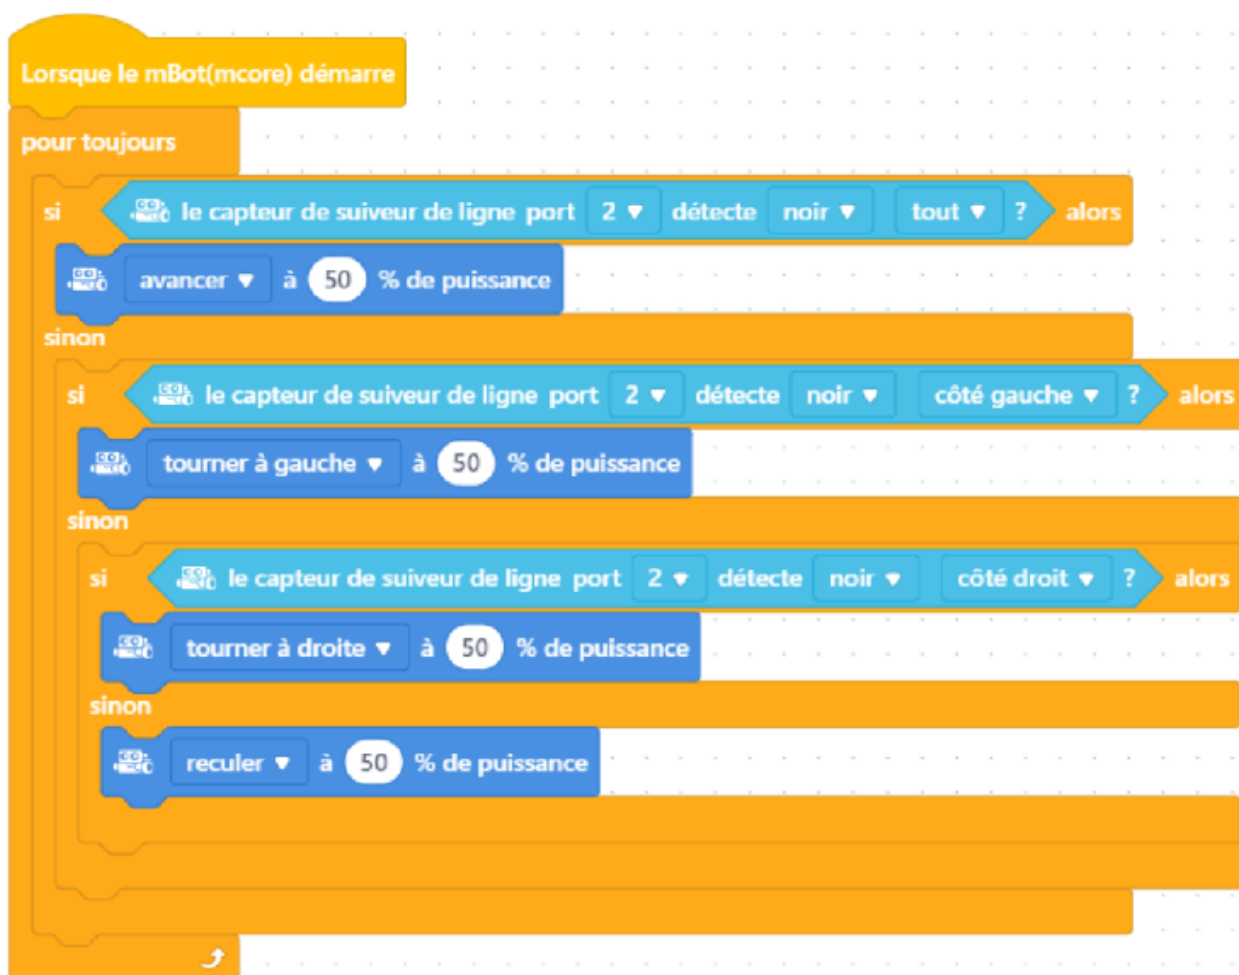 Lorsque le mBot(mcore) démarre
pour toujours
si le capteur de suiveur de ligne port 2 détecte noir tout ? alors
avancer à 50 % de puissance
sinon
si le capteur de suiveur de ligne port 2 détecte noir côté gauche ? alors
tourner à gauche à 50 % de puissance
sinon
si le capteur de suiveur de ligne port 2 détecte noir côté droit ? alors
tourner à droite à 50 % de puissance
sinon
reculer à 50 % de puissance